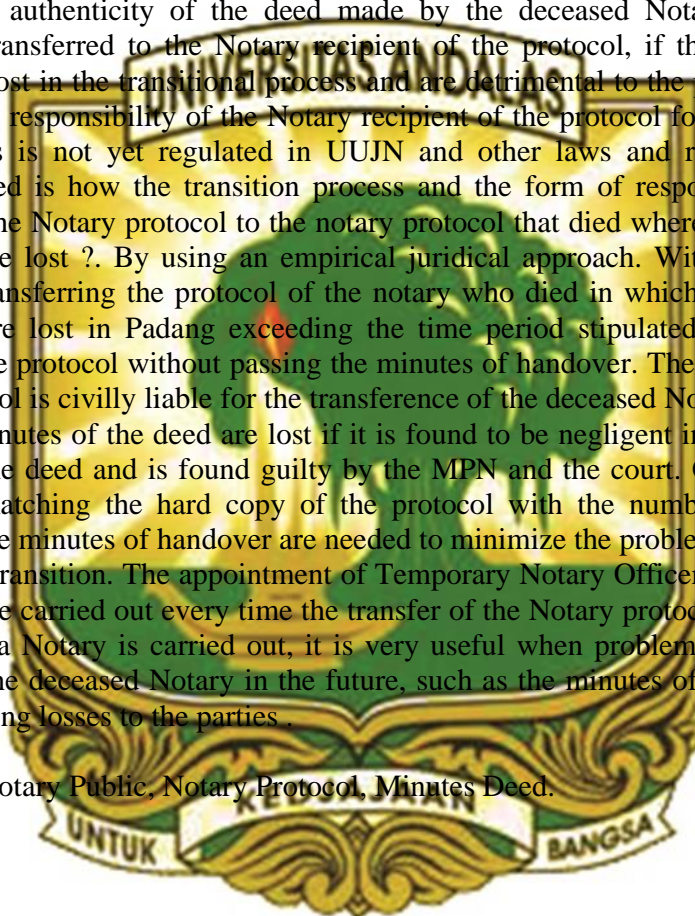 authenticity of the deed made by the deceased Nota
ransferred to the Notary recipient of the protocol, if th
ost in the transitional process and are detrimental to the
responsibility of the Notary recipient of the protocol fo
s is not yet regulated in UUJN and other laws and r
ed is how the transition process and the form of respo
he Notary protocol to the notary protocol that died where
e lost ?. By using an empirical juridical approach. Wit
ansferring the protocol of the notary who died in which
re lost in Padang exceeding the time period stipulated
e protocol without passing the minutes of handover. The
ol is civilly liable for the transference of the deceased No
nutes of the deed are lost if it is found to be negligent in
he deed and is found guilty by the MPN and the court.
atching the hard copy of the protocol with the numb
e minutes of handover are needed to minimize the proble
ransition. The appointment of Temporary Notary Officer
e carried out every time the transfer of the Notary protoc
a Notary is carried out, it is very useful when problem
he deceased Notary in the future, such as the minutes of
ng losses to the parties .
otary Public, Notary Protocol, Minutes Deed.
UNIVERSITAS ANDALAS
UNTUK KEDJAJAAN BANGSA